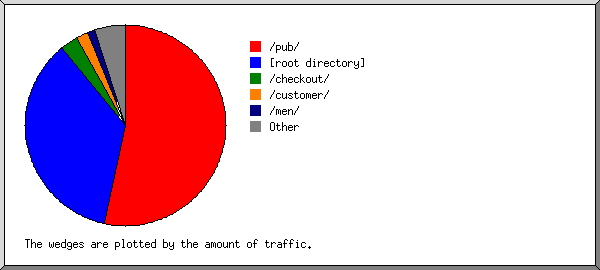 /pub/
[root directory]
/checkout/
/customer/
/men/
Other
The wedges are plotted by the amount of traffic.